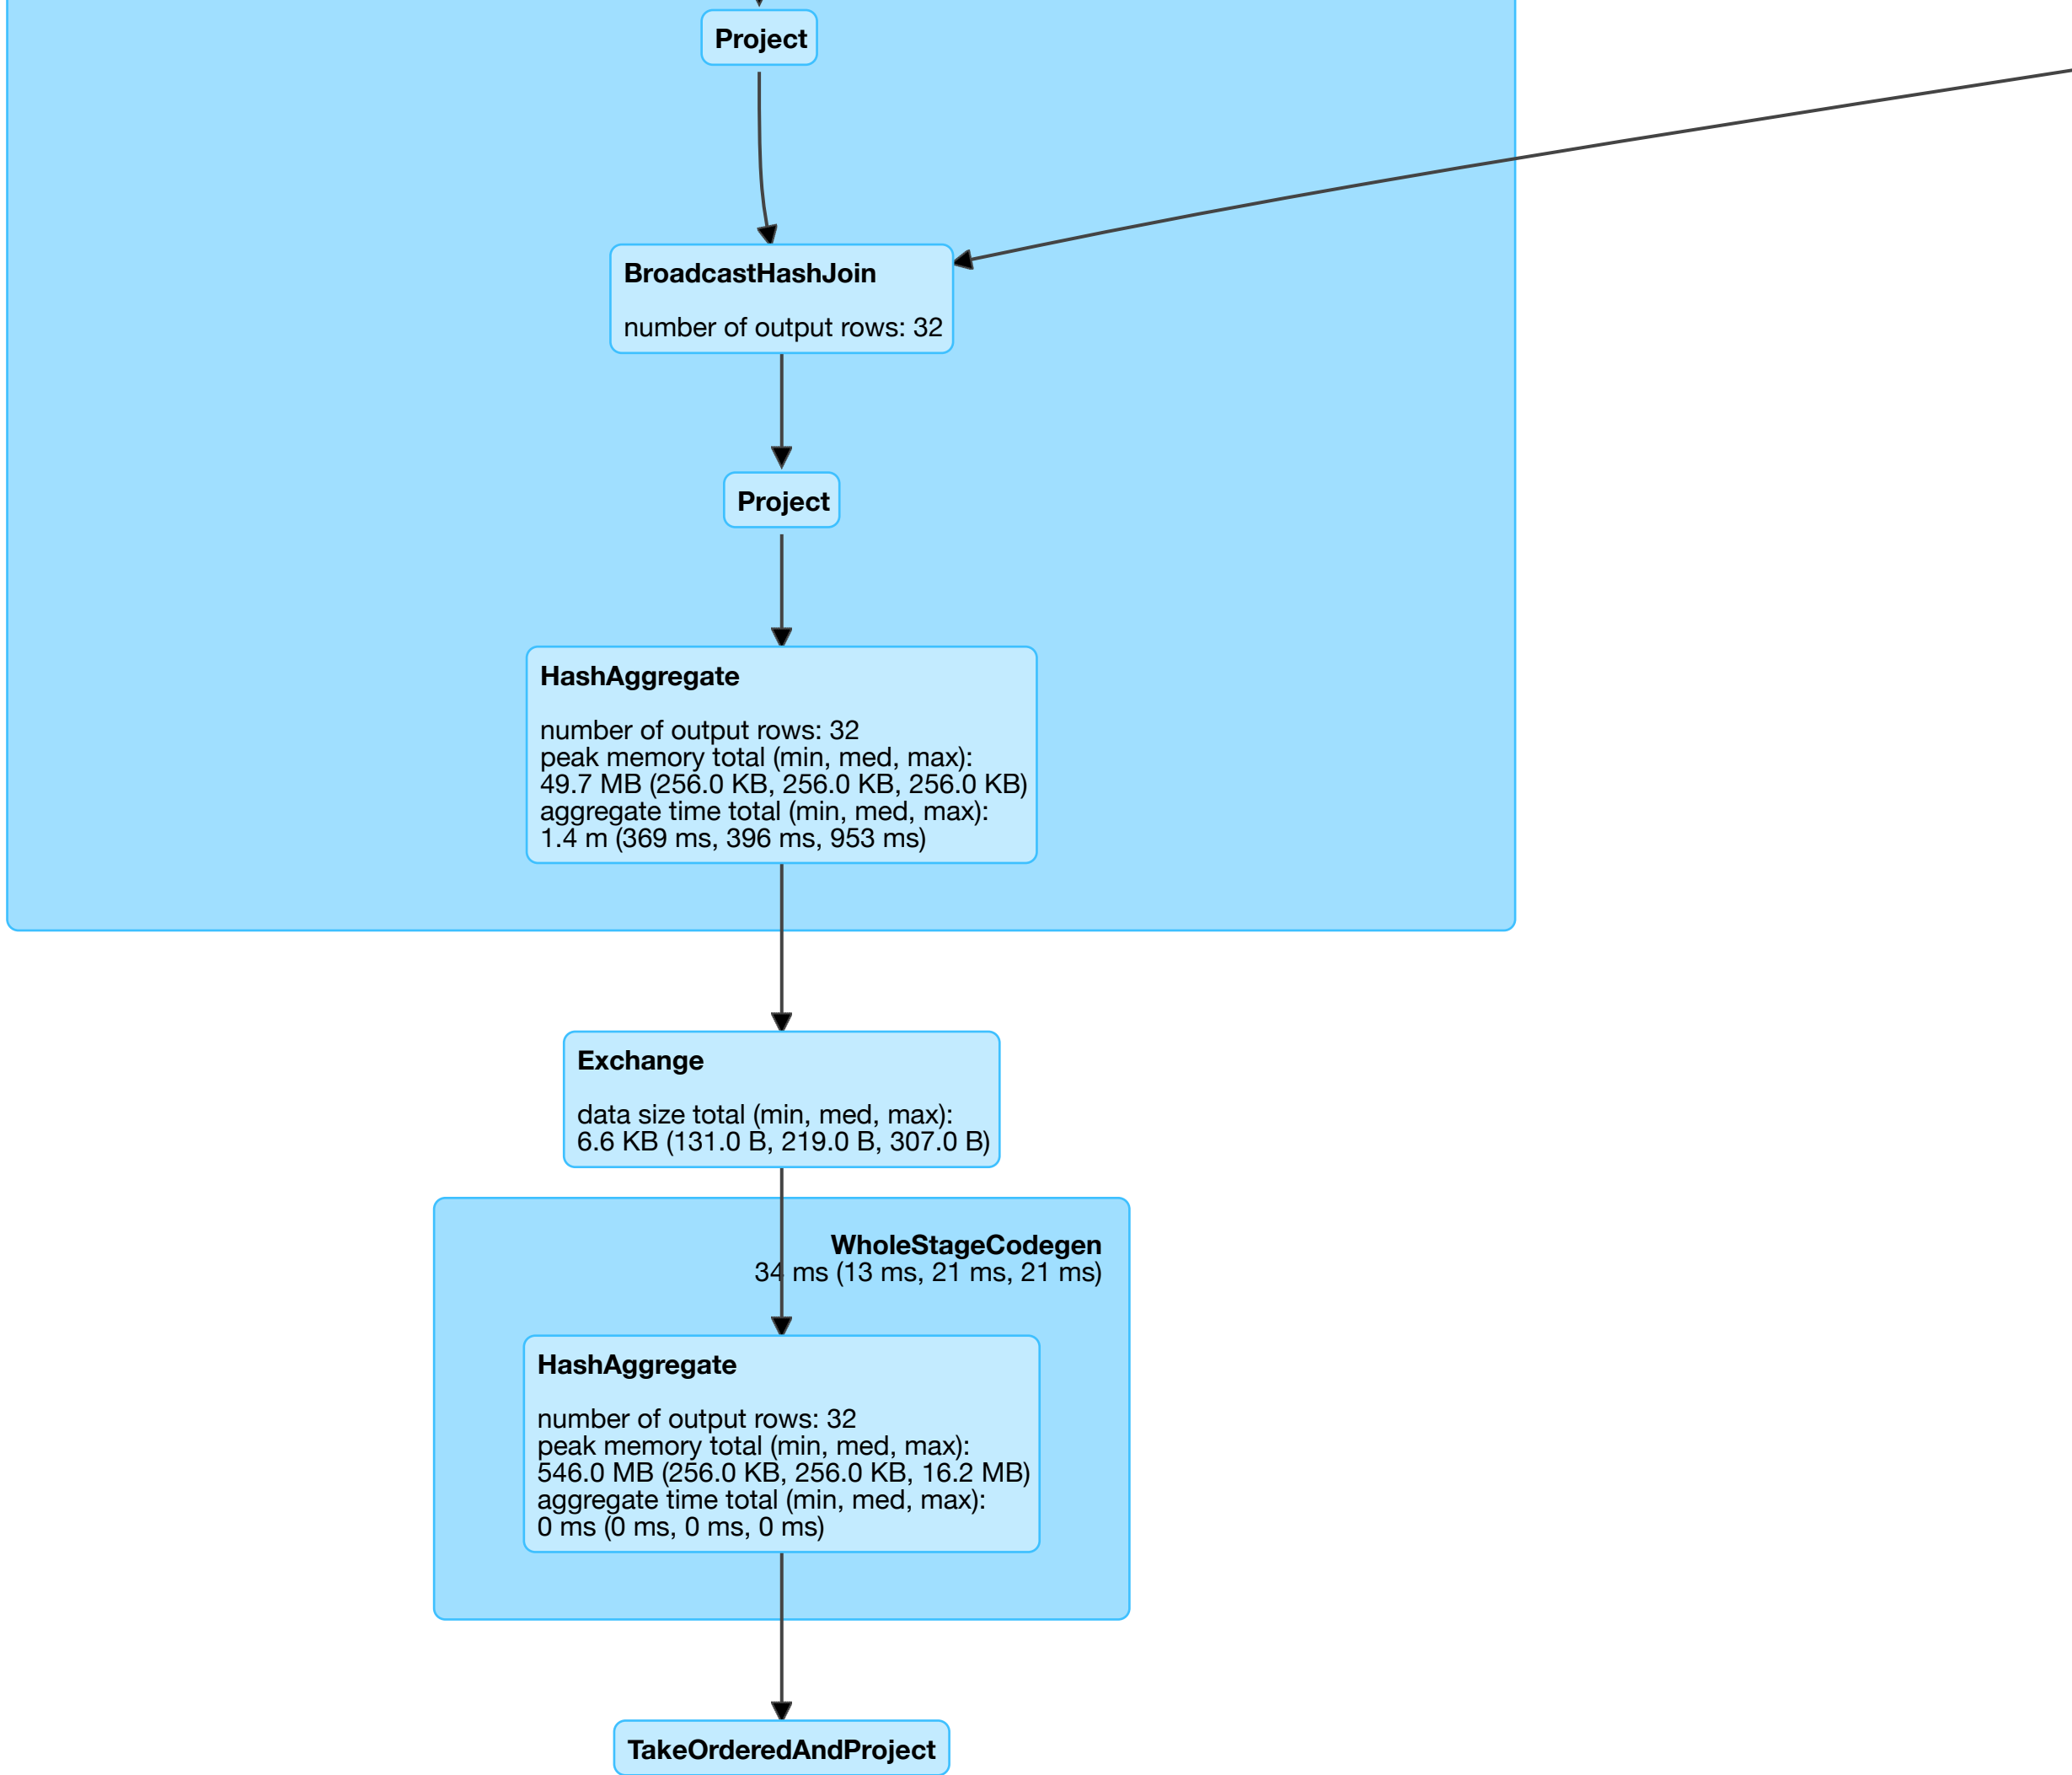 Project
BroadcastHashJoin
number of output rows: 32
Project
HashAggregate
number of output rows: 32
peak memory total (min, med, max):
49.7 MB (256.0 KB, 256.0 KB, 256.0 KB)
aggregate time total (min, med, max):
1.4 m (369 ms, 396 ms, 953 ms)
Exchange
data size total (min, med, max):
6.6 KB (131.0 B, 219.0 B, 307.0 B)
WholeStageCodegen
34 ms (13 ms, 21 ms, 21 ms)
HashAggregate
number of output rows: 32
peak memory total (min, med, max):
546.0 MB (256.0 KB, 256.0 KB, 16.2 MB)
aggregate time total (min, med, max):
0 ms (0 ms, 0 ms, 0 ms)
TakeOrderedAndProject